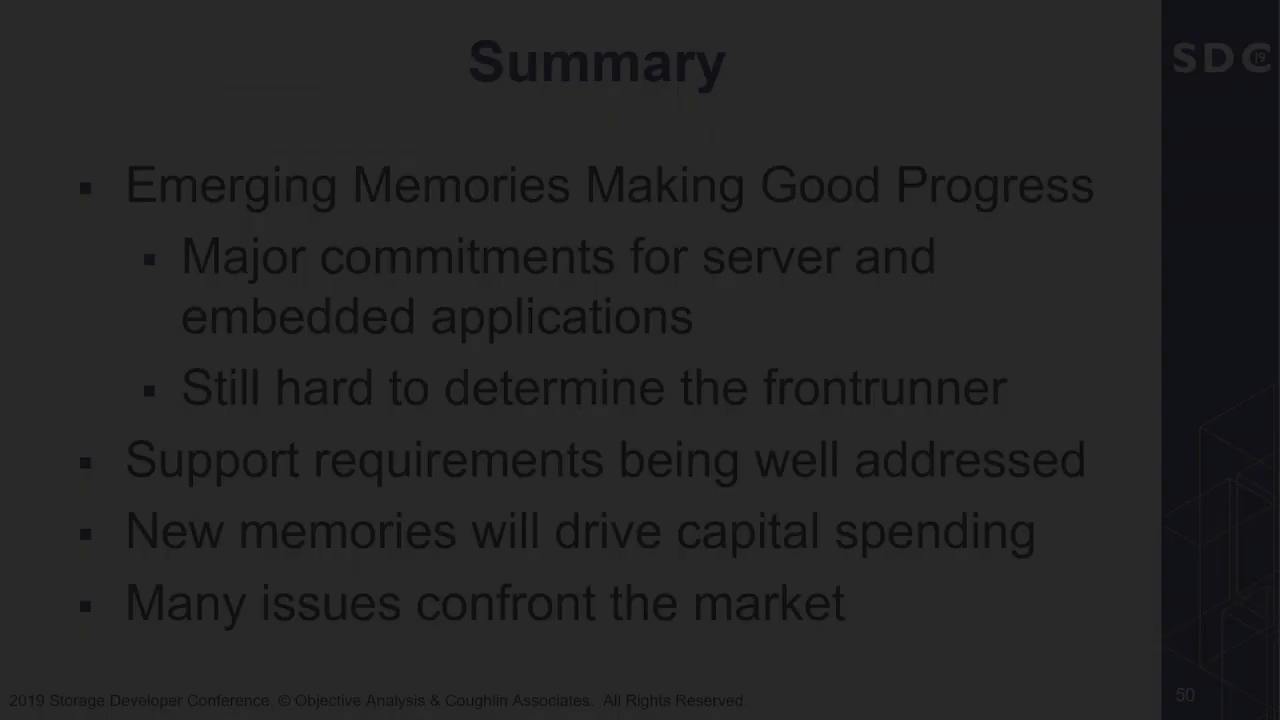 Summary
SDC 19
▪ Emerging Memories Making Good Progress
▪ Major commitments for server and
embedded applications
▪ Still hard to determine the frontrunner
▪ Support requirements being well addressed
▪ New memories will drive capital spending
▪ Many issues confront the market
2019 Storage Developer Conference. © Objective Analysis & Coughlin Associates. All Rights Reserved.
50